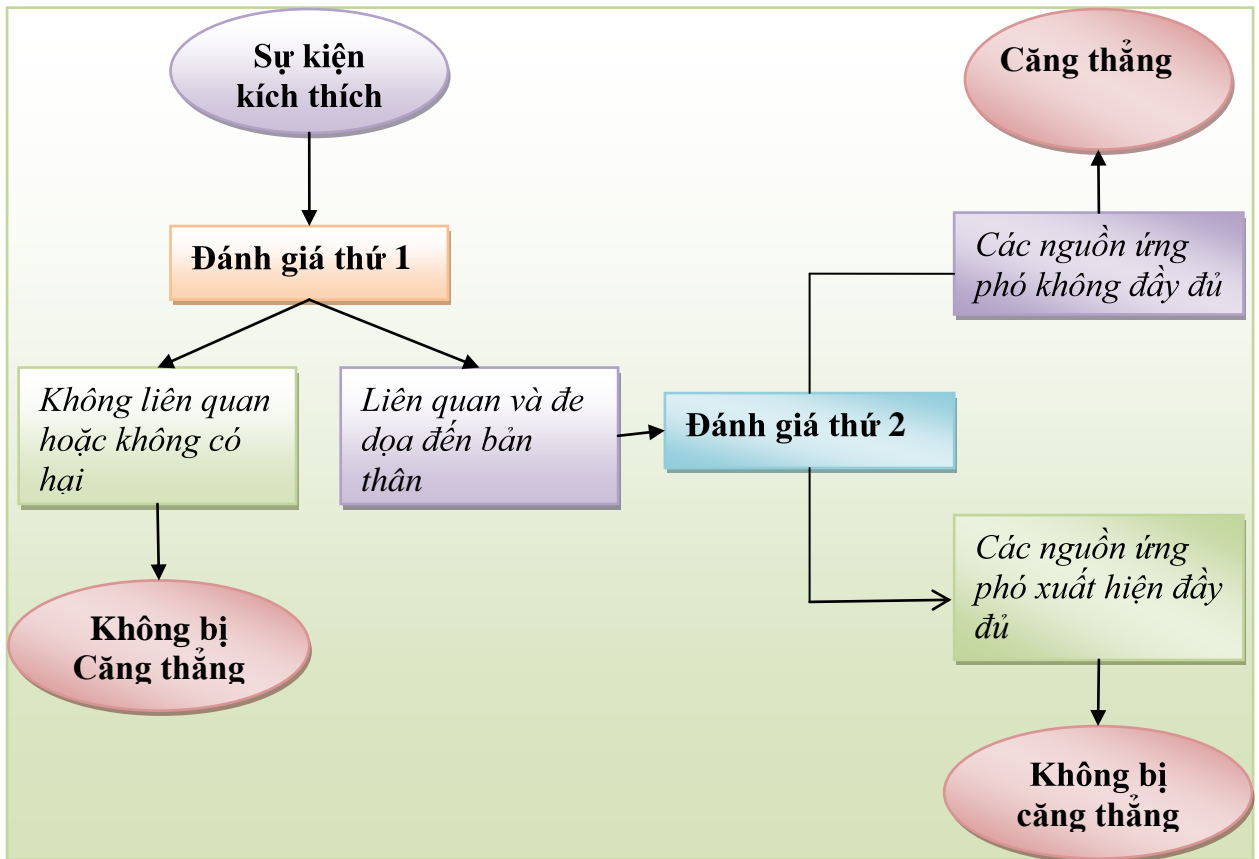 Sự kiện
kích thích
Căng thẳng
Đánh giá thứ 1
Các nguồn ứng
phó không đầy đủ
Không liên quan
hoặc không có
hại
Liên quan và đe
dọa đến bản
thân
Đánh giá thứ 2
Các nguồn ứng
phó xuất hiện đầy
đủ
Không bị
Căng thẳng
Không bị
căng thẳng